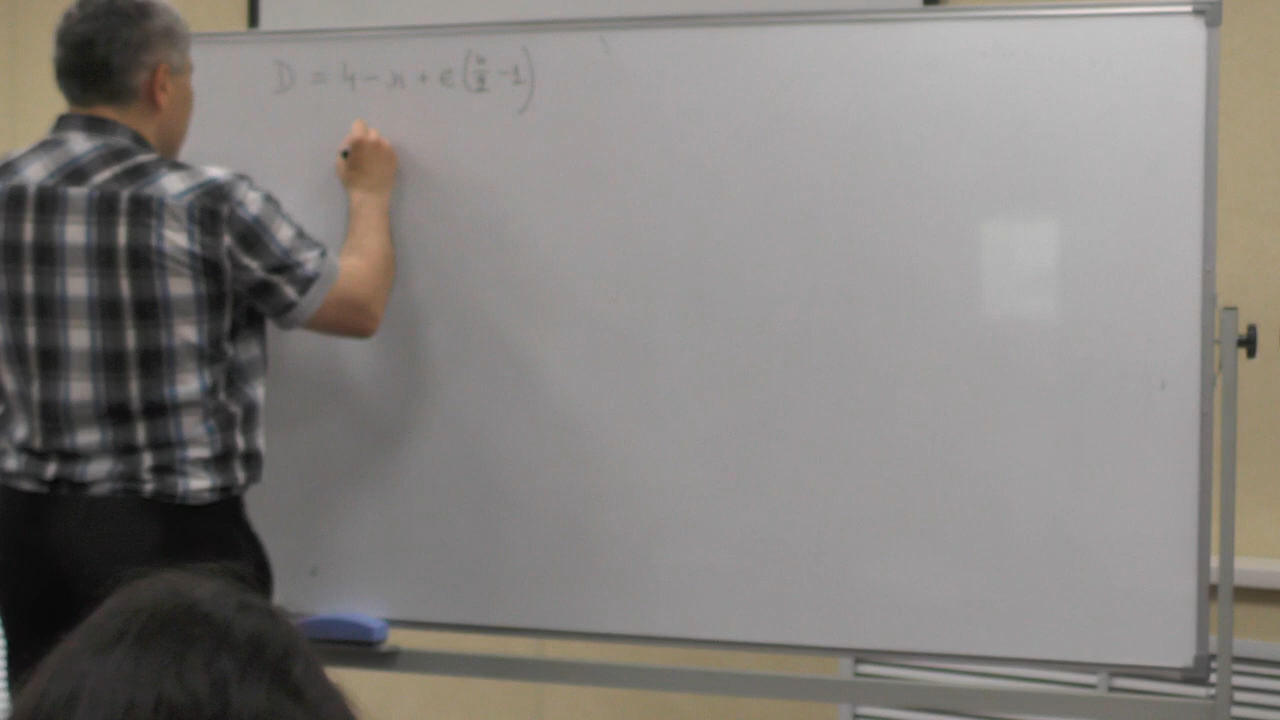 D = 4 - n + ε(n/2 - 1)